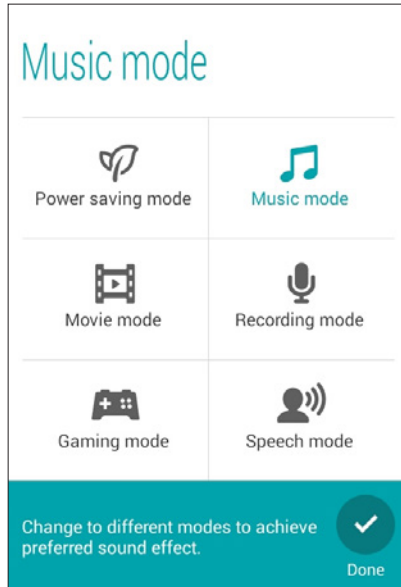 Music mode
Power saving mode
Music mode
Movie mode
Recording mode
Gaming mode
Speech mode
Change to different modes to achieve
preferred sound effect.
Done